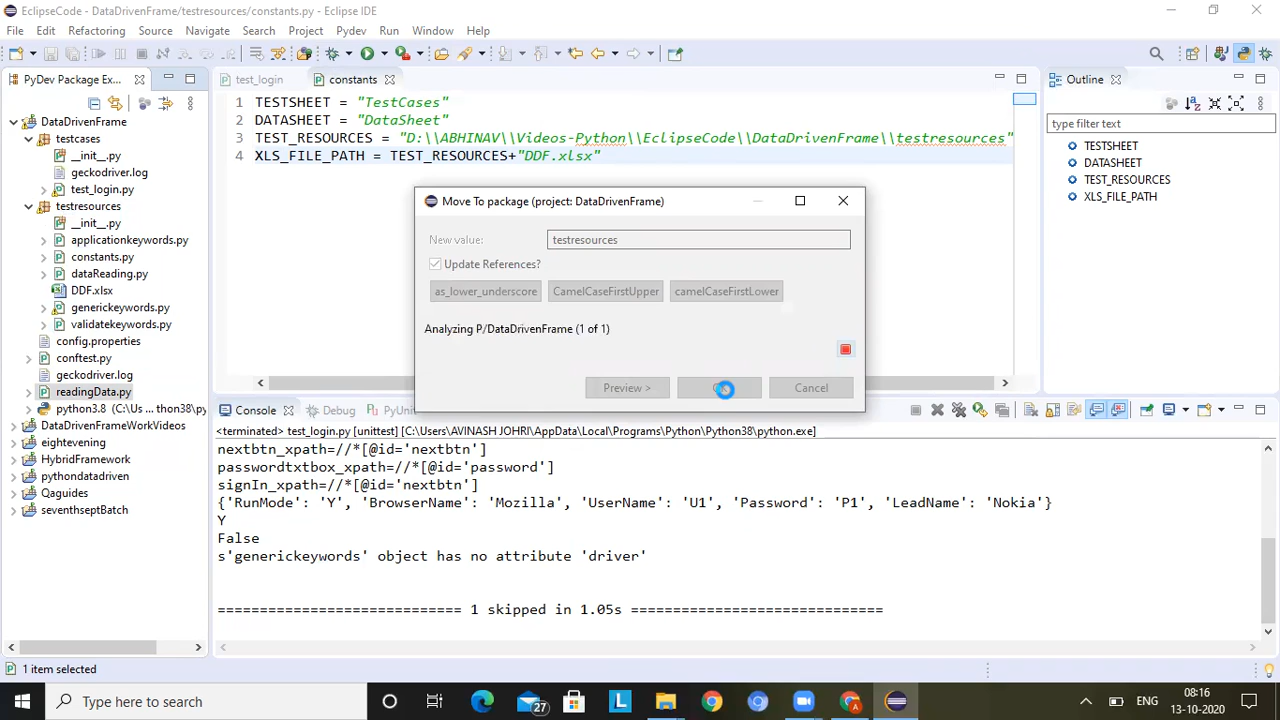 EclipseCode - DataDrivenFrame/testresources/constants.py - Eclipse IDE
File Edit Refactoring Source Navigate Search Project Pydev Run Window Help
PyDev Package Ex...
test_login
constants
Outline
type filter text
1 TESTSHEET = "TestCases"
2 DATASHEET = "DataSheet"
3 TEST_RESOURCES = "D:\\ABHINAV\\Videos-Python\\EclipseCode\\DataDrivenFrame\\testresources"
4 XLS_FILE_PATH = TEST_RESOURCES+"DDF.xlsx"
TESTSHEET
DATASHEET
TEST_RESOURCES
XLS_FILE_PATH
DataDrivenFrame
testcases
__init__.py
geckodriver.log
test_login.py
testresources
__init__.py
applicationkeywords.py
constants.py
dataReading.py
DDF.xlsx
generickeywords.py
validatekeywords.py
config.properties
conftest.py
geckodriver.log
readingData.py
python3.8 (C:\Us ... thon38\py
DataDrivenFrameWorkVideos
eightevening
HybridFramework
pythondatadriven
Qaguides
seventhseptBatch
Move To package (project: DataDrivenFrame)
New value: testresources
Update References?
as_lower_underscore CamelCaseFirstUpper camelCaseFirstLower
Analyzing P/DataDrivenFrame (1 of 1)
Preview > Cancel
Console Debug
<terminated> test_login.py [unittest] [C:\Users\AVINASH JOHRI\AppData\Local\Programs\Python\Python38\python.exe]
nextbtn_xpath=//*[@id='nextbtn']
passwordtxtbox_xpath=//*[@id='password']
signIn_xpath=//*[@id='nextbtn']
{'RunMode': 'Y', 'BrowserName': 'Mozilla', 'UserName': 'U1', 'Password': 'P1', 'LeadName': 'Nokia'}
Y
False
s'generickeywords' object has no attribute 'driver'
=========================== 1 skipped in 1.05s ============================
1 item selected
Type here to search
27
ENG
08:16
13-10-2020